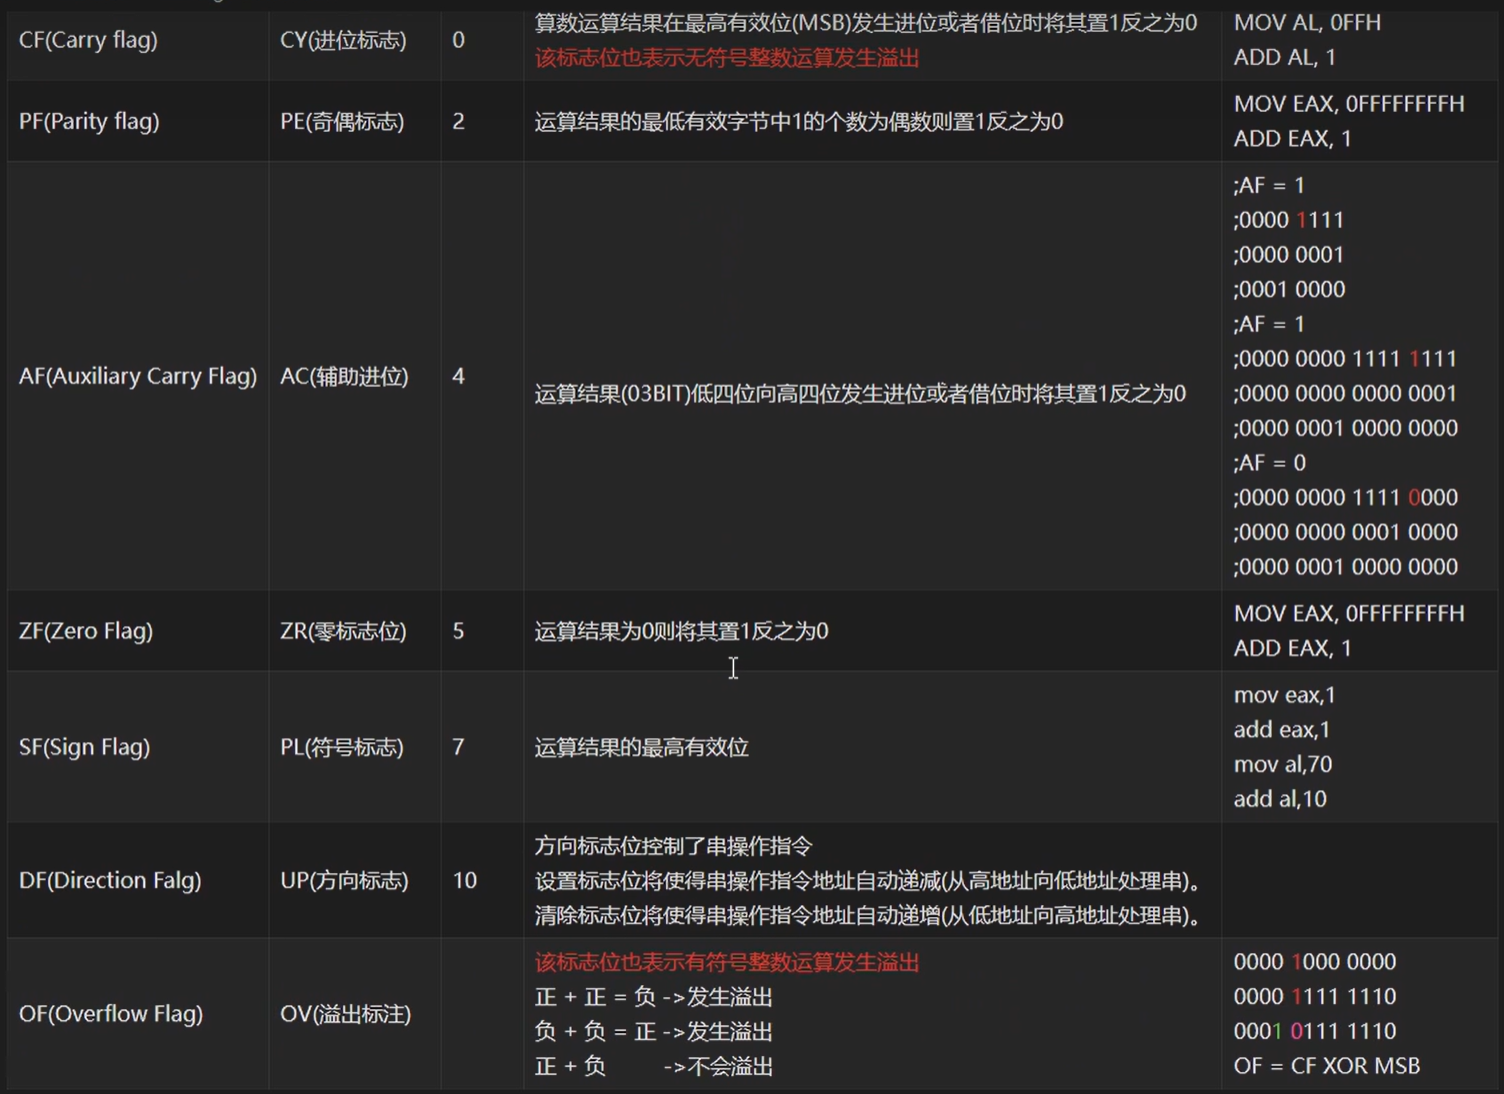 CF(Carry flag)
CY(进位标志)
0
算数运算结果在最高有效位(MSB)发生进位或者借位时将其置1反之为0
该标志位也表示无符号整数运算发生溢出
MOV AL, 0FFH
ADD AL, 1
PF(Parity flag)
PE(奇偶标志)
2
运算结果的最低有效字节中1的个数为偶数则置1反之为0
MOV EAX, 0FFFFFFFFH
ADD EAX, 1
AF(Auxiliary Carry Flag)
AC(辅助进位)
4
运算结果(03BIT)低四位向高四位发生进位或者借位时将其置1反之为0
;AF = 1
;0000 1111
;0000 0001
;0001 0000
;AF = 1
;0000 0000 1111 1111
;0000 0000 0000 0001
;0000 0001 0000 0000
;AF = 0
;0000 0000 1111 0000
;0000 0000 0001 0000
;0000 0001 0000 0000
ZF(Zero Flag)
ZR(零标志位)
5
运算结果为0则将其置1反之为0
MOV EAX, 0FFFFFFFFH
ADD EAX, 1
SF(Sign Flag)
PL(符号标志)
7
运算结果的最高有效位
mov eax,1
add eax,1
mov al,70
add al,10
DF(Direction Falg)
UP(方向标志)
10
方向标志位控制了串操作指令
设置标志位将使得串操作指令地址自动递减(从高地址向低地址处理串)。
清除标志位将使得串操作指令地址自动递增(从低地址向高地址处理串)。
OF(Overflow Flag)
OV(溢出标注)
该标志位也表示有符号整数运算发生溢出
正 + 正 = 负 ->发生溢出
负 + 负 = 正 ->发生溢出
正 + 负 ->不会溢出
0000 1000 0000
0000 1111 1110
0001 0111 1110
OF = CF XOR MSB